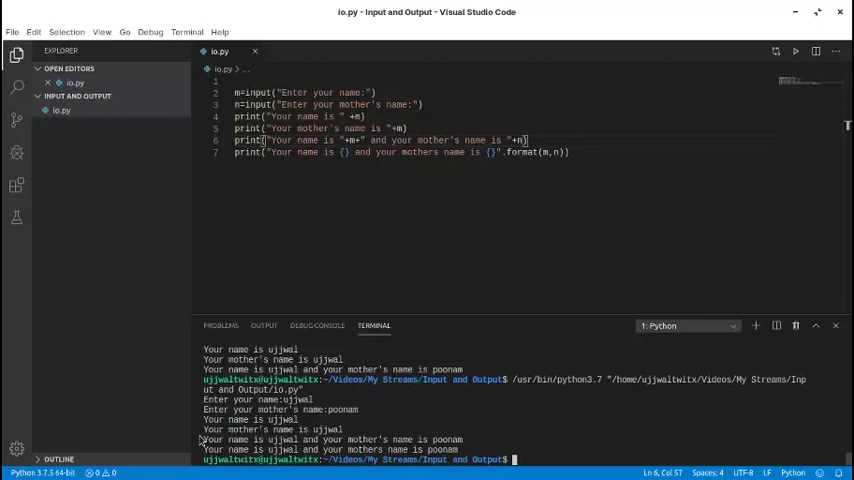 io.py - Input and Output - Visual Studio Code
File Edit Selection View Go Debug Terminal Help
EXPLORER
OPEN EDITORS
io.py
INPUT AND OUTPUT
io.py
OUTLINE
io.py
io.py > ...
1
2 m=input("Enter your name:")
3 n=input("Enter your mother's name:")
4 print("Your name is " +m)
5 print("Your mother's name is "+m)
6 print("Your name is "+m+" and your mother's name is "+n)
7 print("Your name is {} and your mothers name is {}".format(m,n))
PROBLEMS OUTPUT DEBUG CONSOLE TERMINAL 1: Python
Your name is ujjwal
Your mother's name is ujjwal
Your name is ujjwal and your mother's name is poonam
ujjwaltwitx@ujjwaltwitx:~/Videos/My Streams/Input and Output$ /usr/bin/python3.7 "/home/ujjwaltwitx/Videos/My Streams/Inp
ut and Output/io.py"
Enter your name:ujjwal
Enter your mother's name:poonam
Your name is ujjwal
Your mother's name is ujjwal
Your name is ujjwal and your mother's name is poonam
Your name is ujjwal and your mothers name is poonam
ujjwaltwitx@ujjwaltwitx:~/Videos/My Streams/Input and Output$
Python 3.7.5 64-bit 0 0 Ln 6, Col 57 Spaces: 4 UTF-8 LF Python